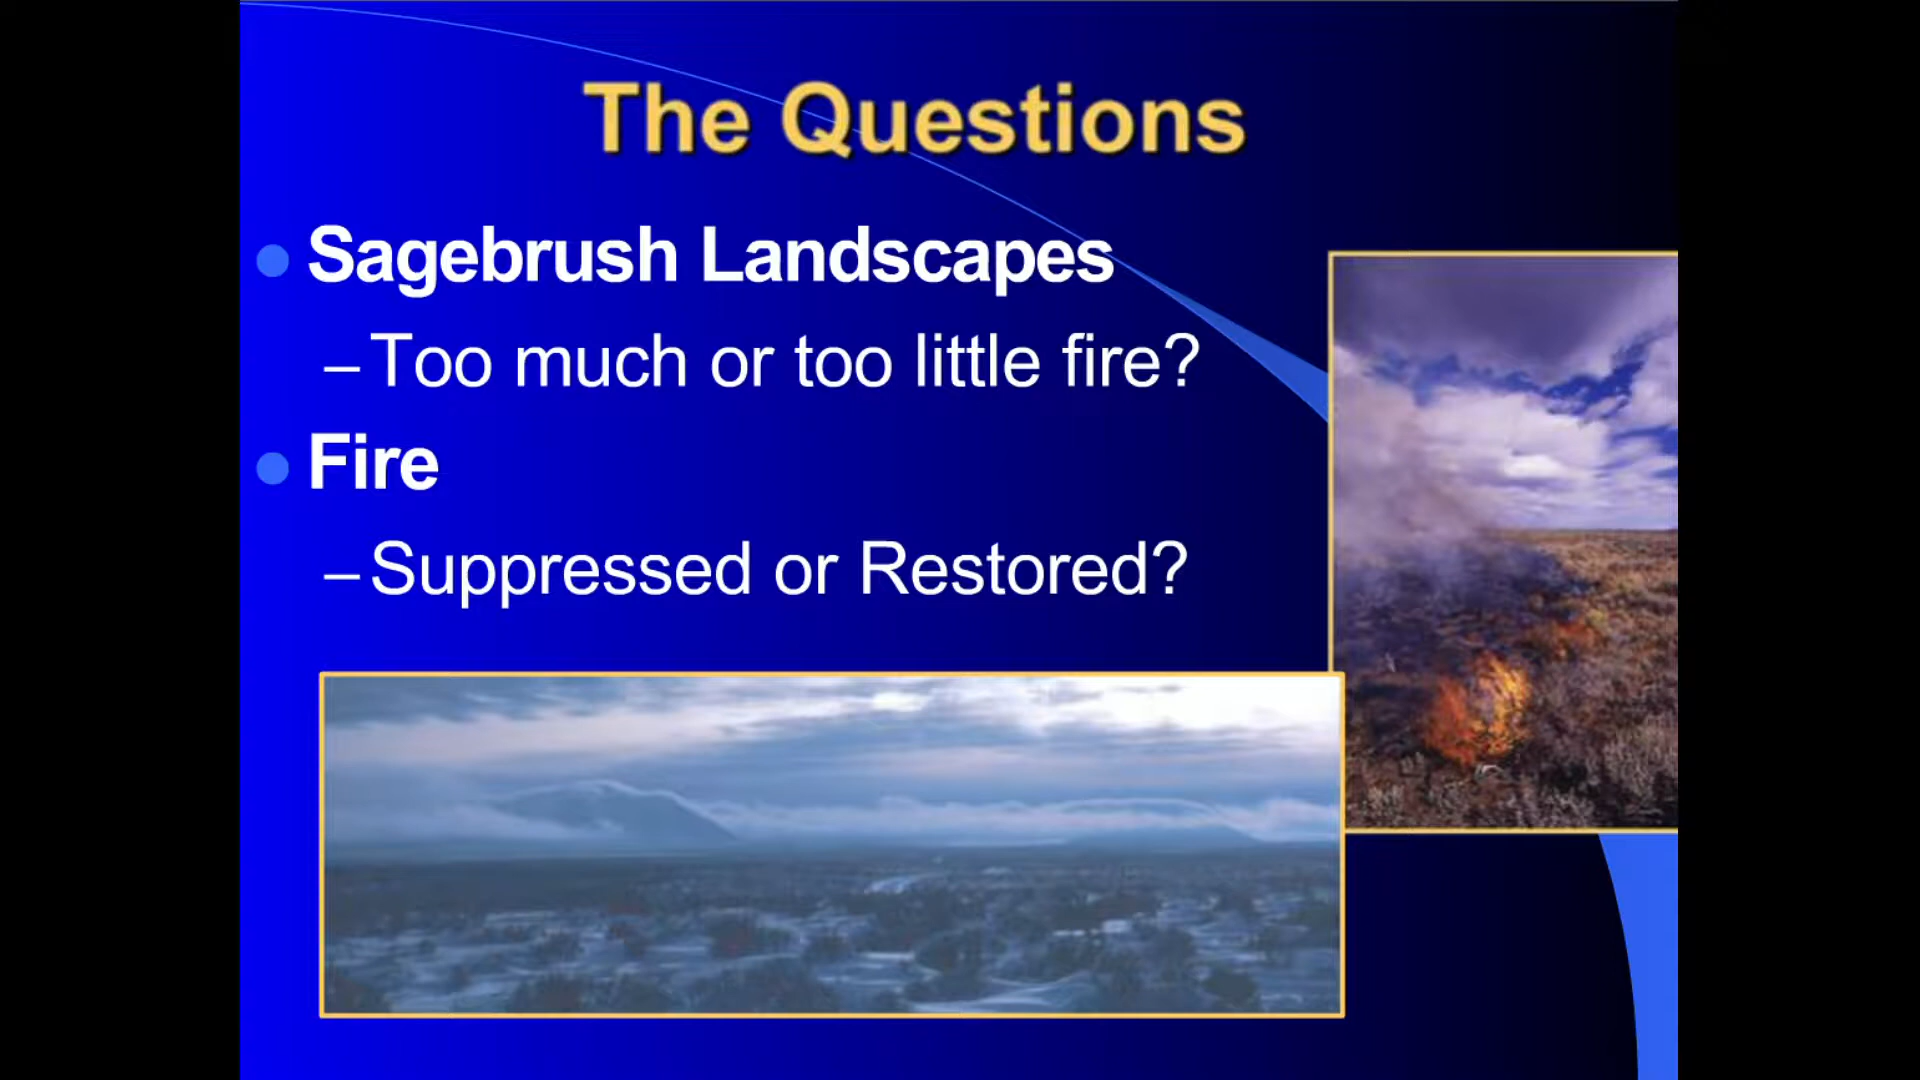 The Questions
Sagebrush Landscapes
–Too much or too little fire?
Fire
–Suppressed or Restored?